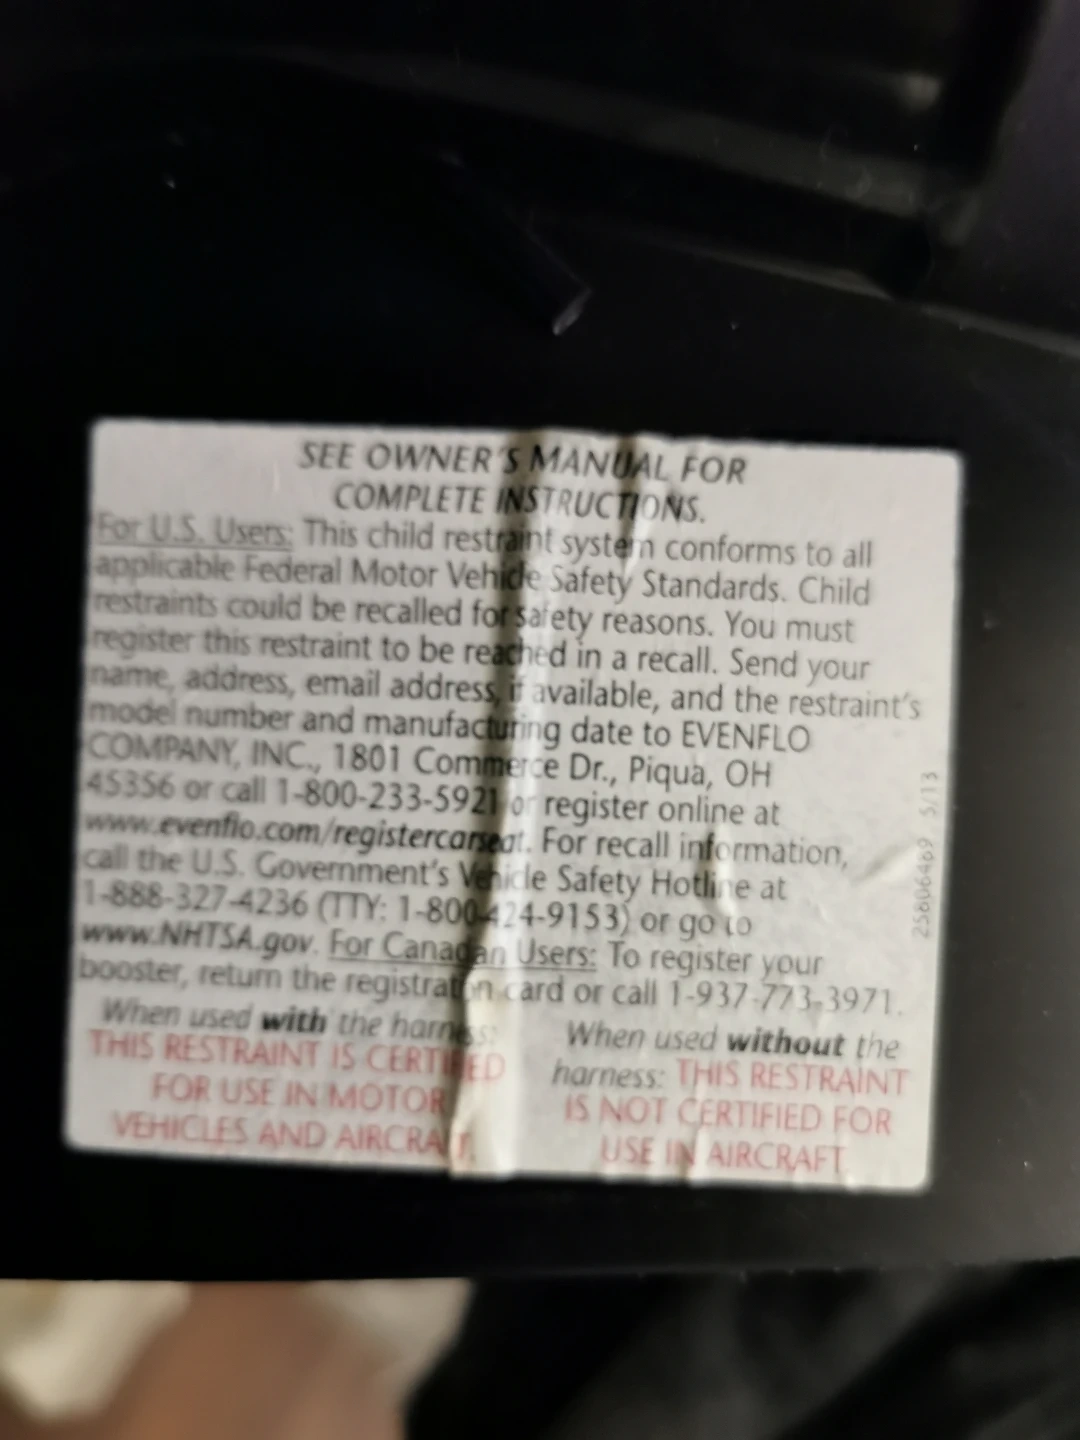 SEE OWNER'S MANUAL FOR
COMPLETE INSTRUCTIONS.
For U.S. Users: This child restraint system conforms to all
applicable Federal Motor Vehicle Safety Standards. Child
restraints could be recalled for safety reasons. You must
register this restraint to be reached in a recall. Send your
name, address, email address, if available, and the restraint's
model number and manufacturing date to EVENFLO
COMPANY, INC., 1801 Commerce Dr., Piqua, OH
45356 or call 1-800-233-5921 or register online at
www.evenflo.com/registercarseat. For recall information,
call the U.S. Government's Vehicle Safety Hotline at
1-888-327-4236 (TTY: 1-800-424-9153) or go to
www.NHTSA.gov. For Canadian Users: To register your
booster, return the registration card or call 1-937-773-3971.
When used with the harness:
THIS RESTRAINT IS CERTIFIED
FOR USE IN MOTOR
VEHICLES AND AIRCRAFT.
When used without the
harness: THIS RESTRAINT
IS NOT CERTIFIED FOR
USE IN AIRCRAFT.
25806489 5/13